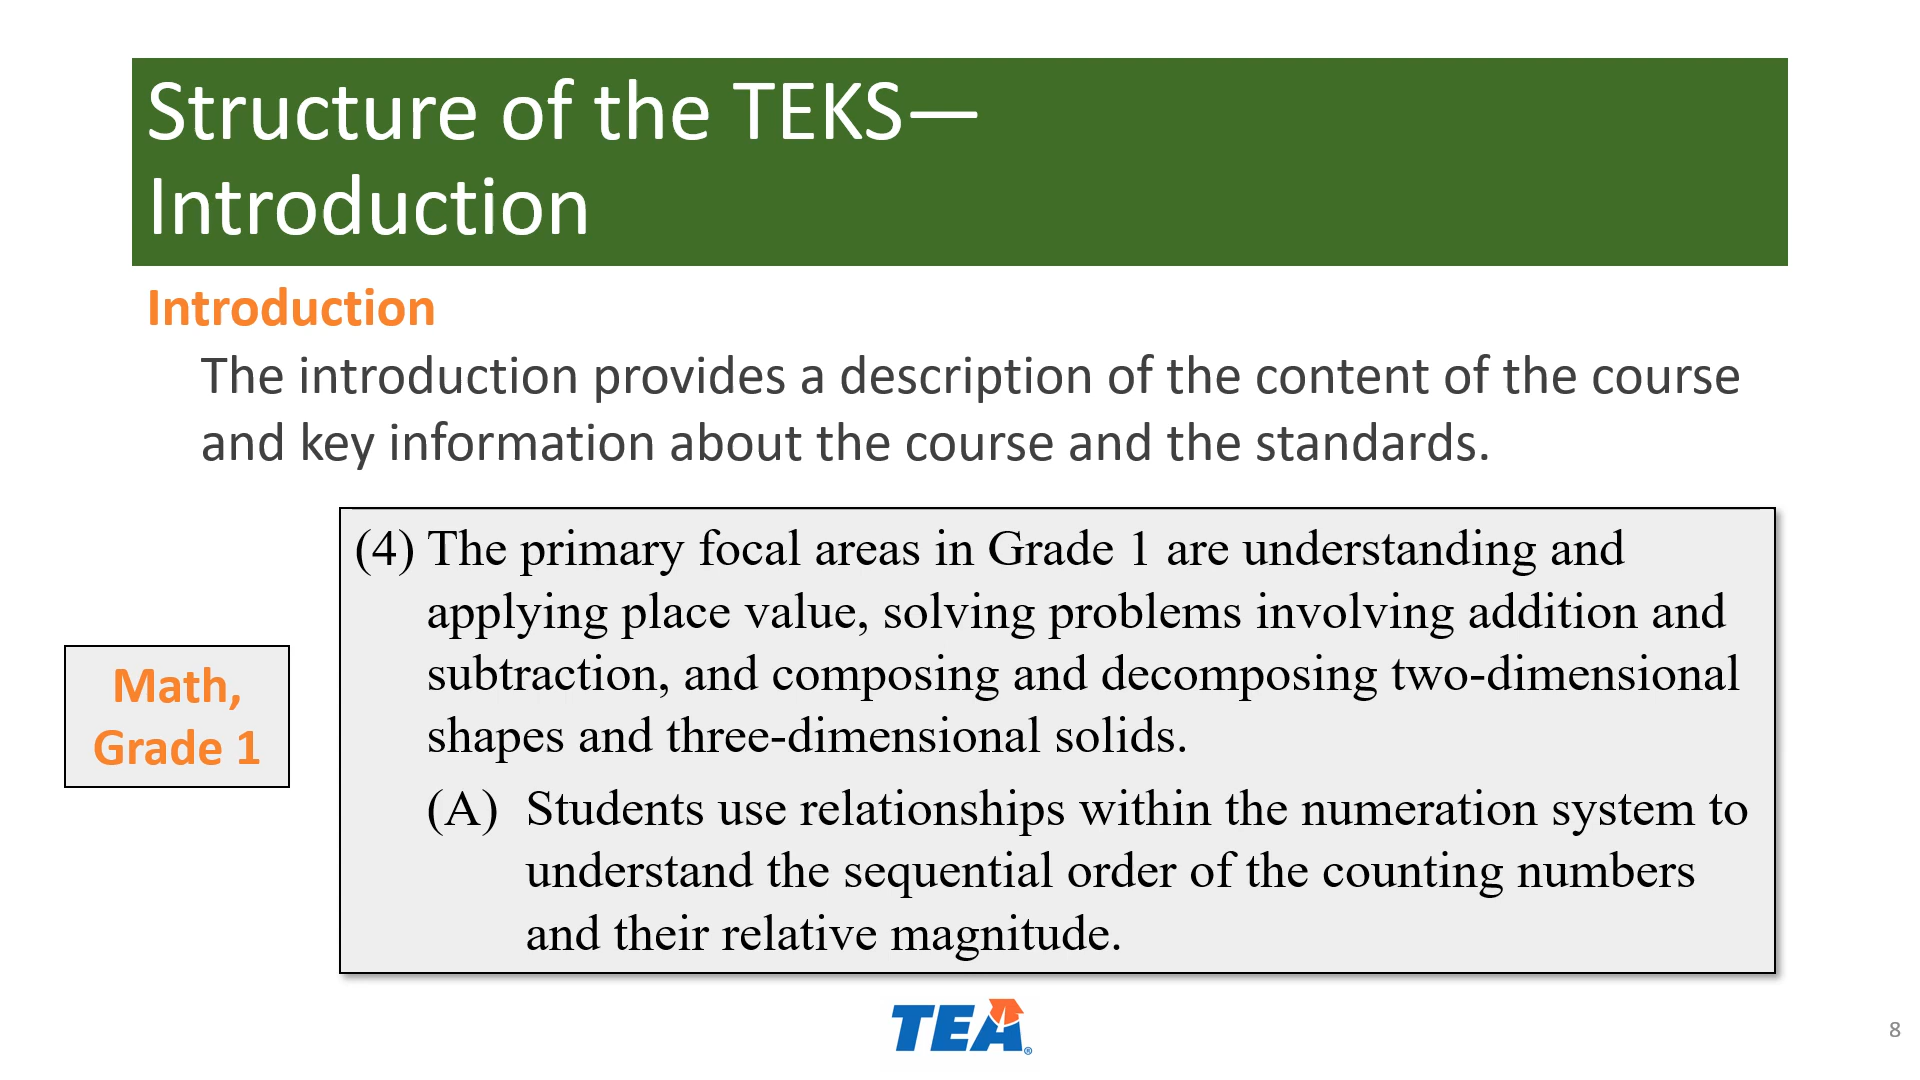 Structure of the TEKS—
Introduction
Introduction
The introduction provides a description of the content of the course
and key information about the course and the standards.
Math,
Grade 1
(4) The primary focal areas in Grade 1 are understanding and
applying place value, solving problems involving addition and
subtraction, and composing and decomposing two-dimensional
shapes and three-dimensional solids.
(A) Students use relationships within the numeration system to
understand the sequential order of the counting numbers
and their relative magnitude.
TEA®
8